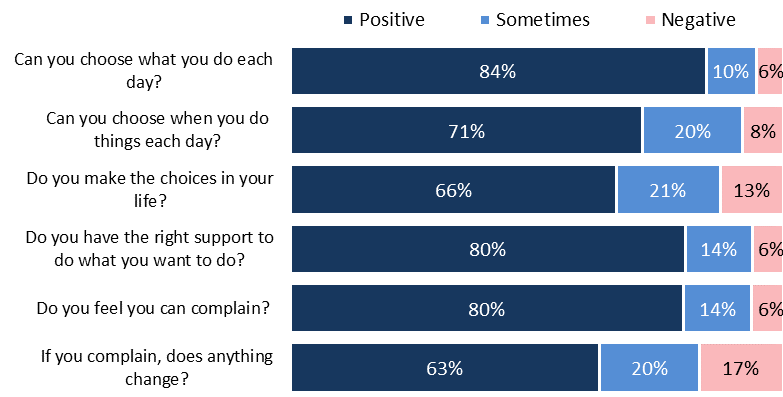 Positive Sometimes Negative
Can you choose what you do each
day?
84% 10% 6%
Can you choose when you do
things each day?
71% 20% 8%
Do you make the choices in your
life?
66% 21% 13%
Do you have the right support to
do what you want to do?
80% 14% 6%
Do you feel you can complain?
80% 14% 6%
If you complain, does anything
change?
63% 20% 17%